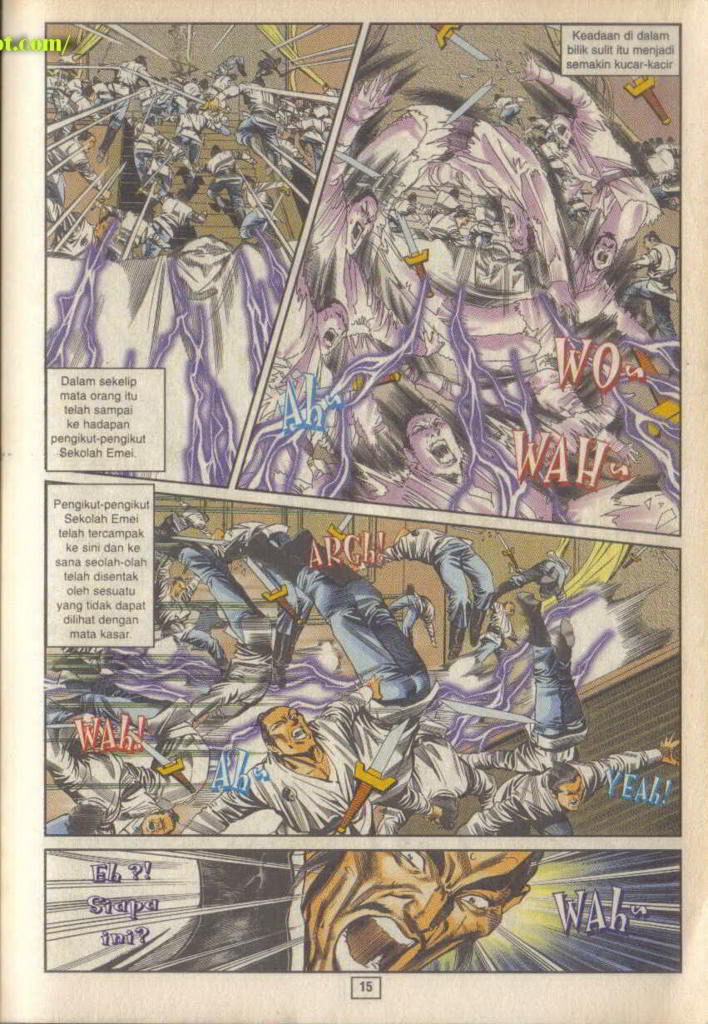 ot.com/
Dalam sekelip
mata orang itu
telah sampai
ke hadapan
pengikut-pengikut
Sekolah Emei.
Keadaan di dalam
bilik sulit itu menjadi
semakin kucar-kacir
Ah~
WO~
WAH~
Pengikut-pengikut
Sekolah Emei
telah tercampak
ke sini dan ke
sana seolah-olah
telah disentak
oleh sesuatu
yang tidak dapat
dilihat dengan
mata kasar.
ARGh!
WAh!
Ah~
YEAh!
Eh ?!
Siapa
ini?
WAh~
15